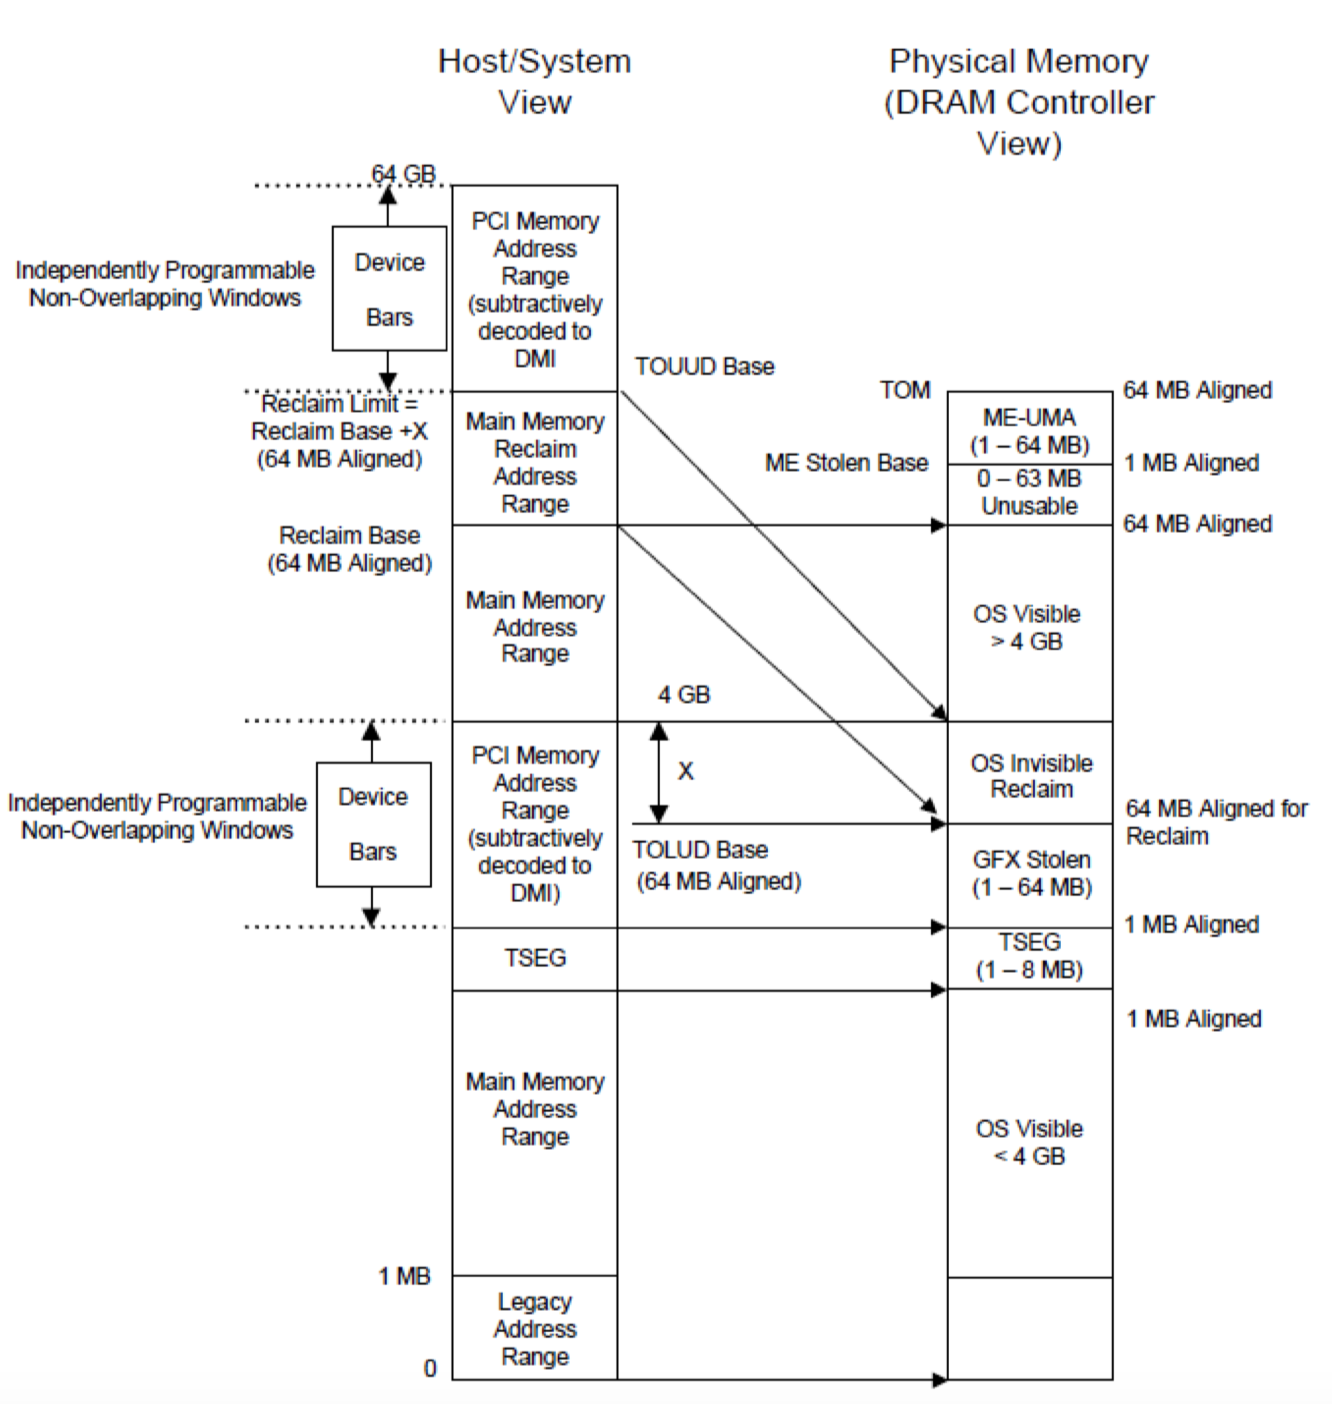 Host/System
View
Physical Memory
(DRAM Controller
View)
64 GB
PCI Memory
Address
Range
(subtractively
decoded to
DMI
Device
Bars
Independently Programmable
Non-Overlapping Windows
TOUUD Base
TOM
64 MB Aligned
Reclaim Limit =
Reclaim Base +X
(64 MB Aligned)
Main Memory
Reclaim
Address
Range
ME-UMA
(1 – 64 MB)
ME Stolen Base
1 MB Aligned
0 – 63 MB
Unusable
64 MB Aligned
Reclaim Base
(64 MB Aligned)
Main Memory
Address
Range
OS Visible
> 4 GB
4 GB
PCI Memory
Address
Range
(subtractively
decoded to
DMI)
X
OS Invisible
Reclaim
Device
Bars
Independently Programmable
Non-Overlapping Windows
64 MB Aligned for
Reclaim
TOLUD Base
(64 MB Aligned)
GFX Stolen
(1 – 64 MB)
1 MB Aligned
TSEG
TSEG
(1 – 8 MB)
1 MB Aligned
Main Memory
Address
Range
OS Visible
< 4 GB
1 MB
Legacy
Address
Range
0